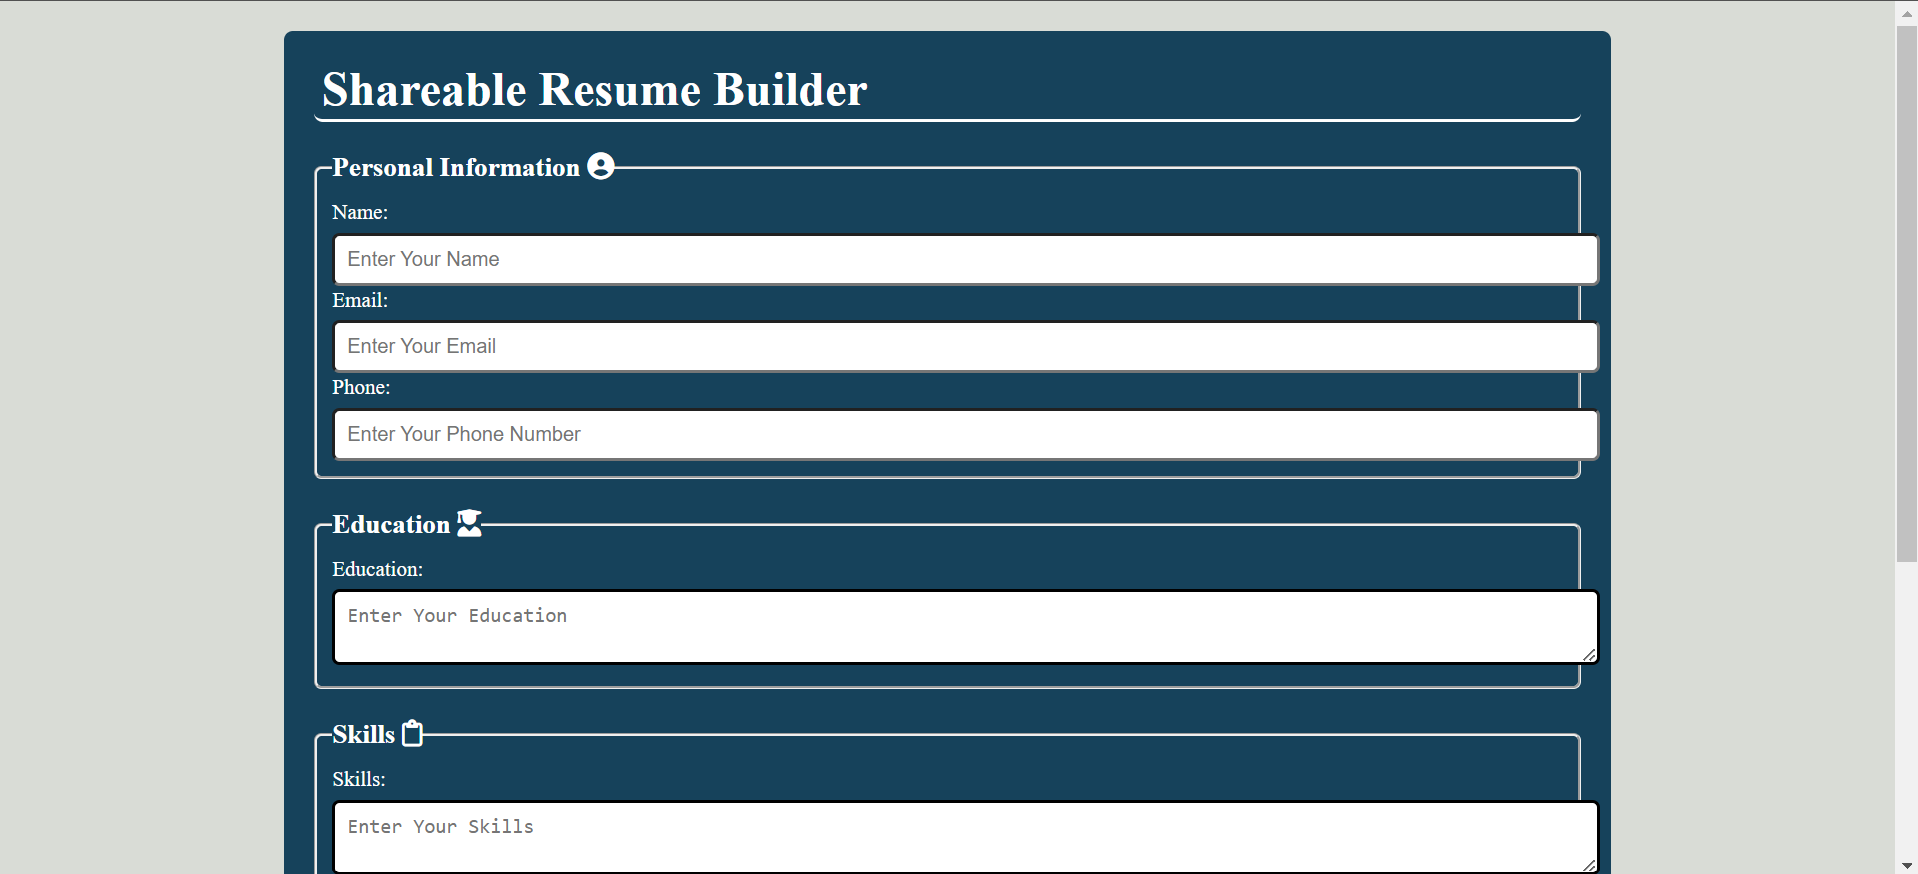 Shareable Resume Builder
Personal Information
Name:
Enter Your Name
Email:
Enter Your Email
Phone:
Enter Your Phone Number
Education
Education:
Enter Your Education
Skills
Skills:
Enter Your Skills